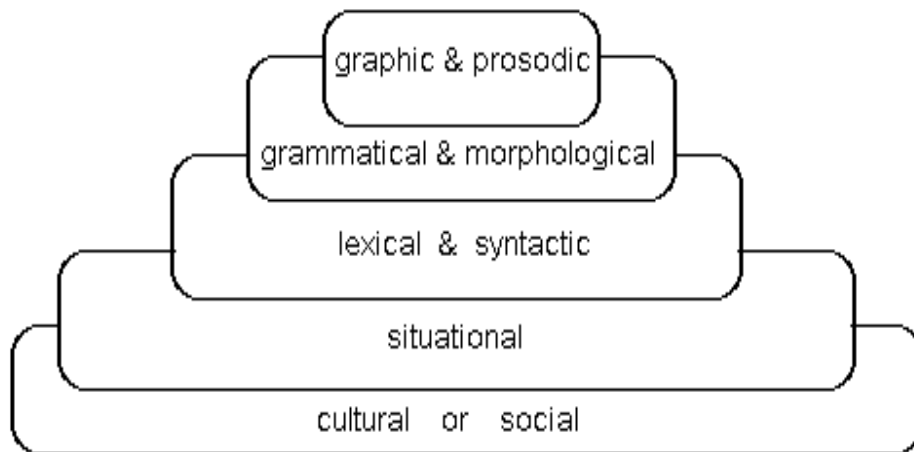 graphic & prosodic
grammatical & morphological
lexical & syntactic
situational
cultural or social